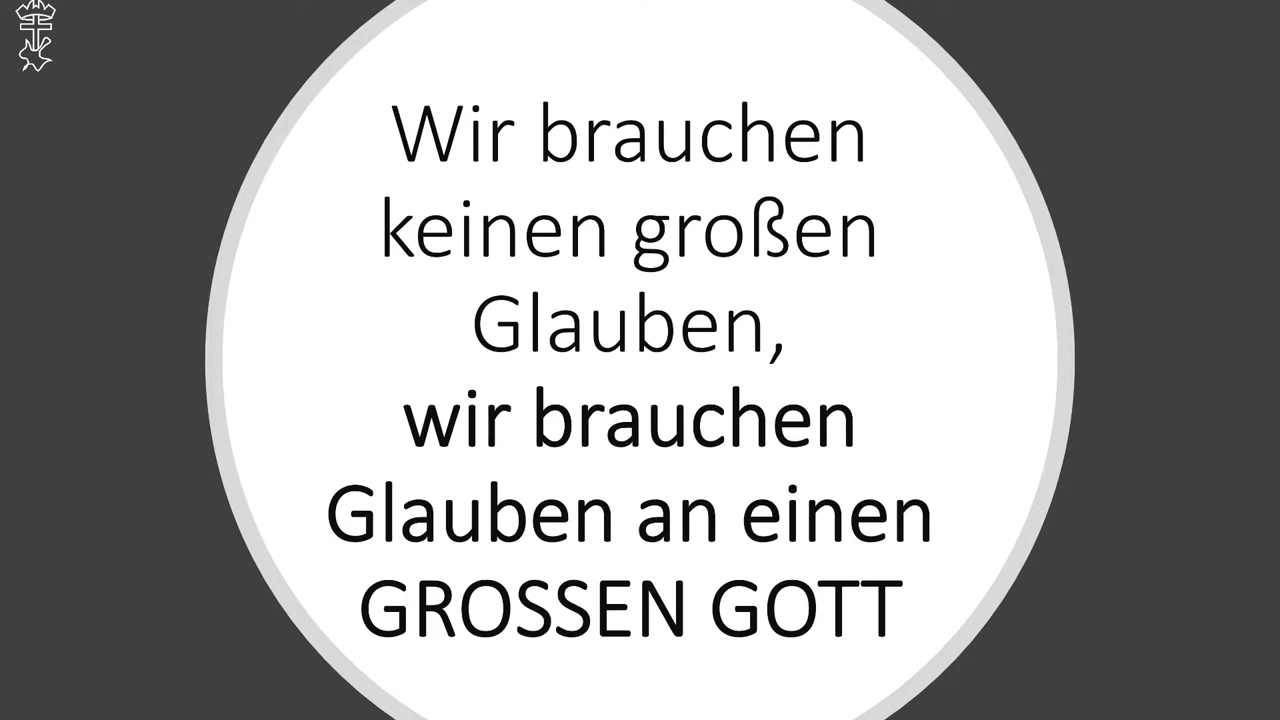 Wir brauchen
keinen großen
Glauben,
wir brauchen
Glauben an einen
GROSSEN GOTT